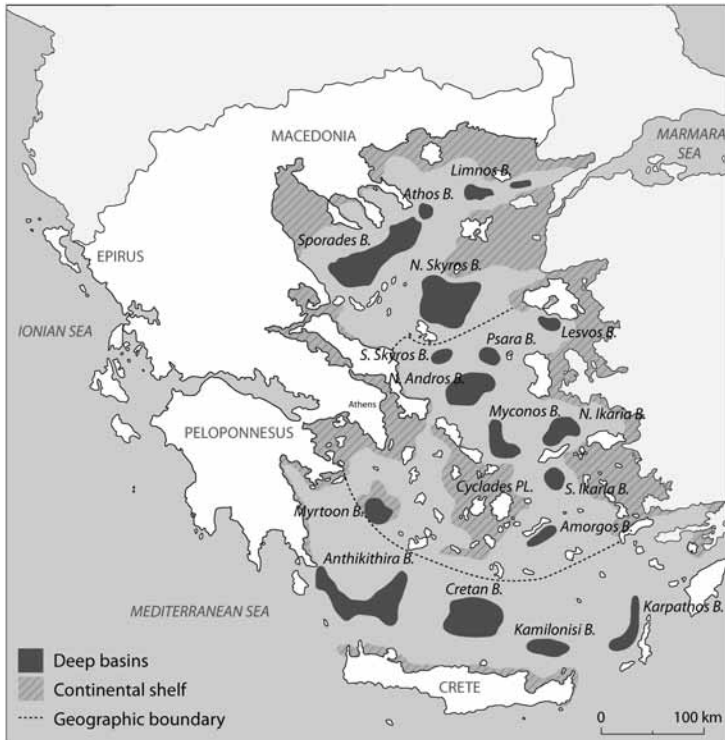 MACEDONIA
MARMARA
SEA
Limnos B.
Athos B.
Sporades B.
EPIRUS
N. Skyros B.
IONIAN SEA
Lesvos B.
Psara B.
S. Skyros B.
N. Andros B.
Athens
Myconos B.
N. Ikaria B.
PELOPONNESUS
Cyclades PL.
S. Ikaria B.
Myrtoon B.
Amorgos B.
Anthikithira B.
Cretan B.
Karpathos B.
MEDITERRANEAN SEA
Kamilonisi B.
Deep basins
Continental shelf
CRETE
Geographic boundary
0 100 km